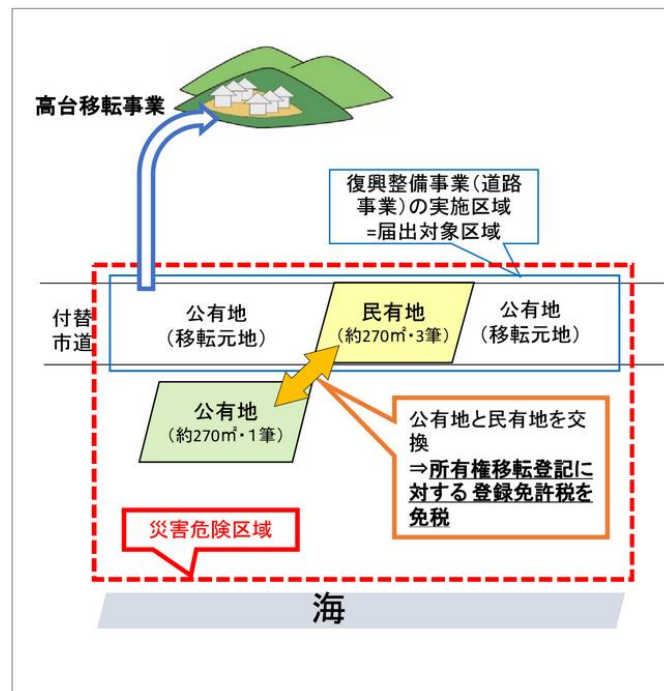 高台移転事業
復興整備事業(道路
事業)の実施区域
=届出対象区域
付替
市道
公有地
(移転元地)
民有地
(約270㎡・3筆)
公有地
(移転元地)
公有地
(約270㎡・1筆)
公有地と民有地を交
換
⇒所有権移転登記に
対する 登録免許税を
免税
災害危険区域
海